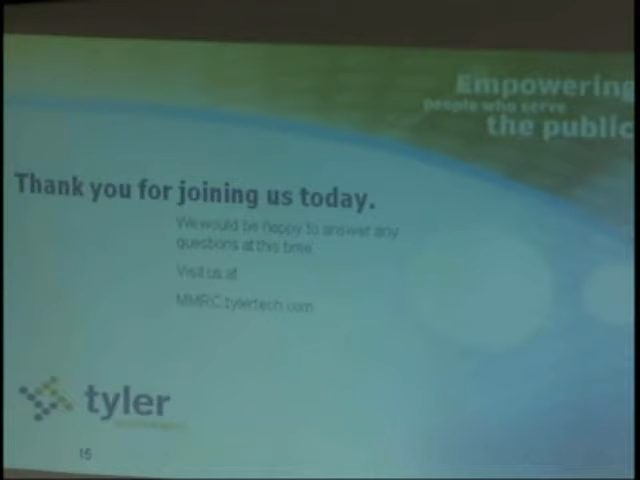 Empowering
people who serve
the public
Thank you for joining us today.
We would be happy to answer any
questions at this time
Visit us at
MMRC.tylertech.com
tyler
15